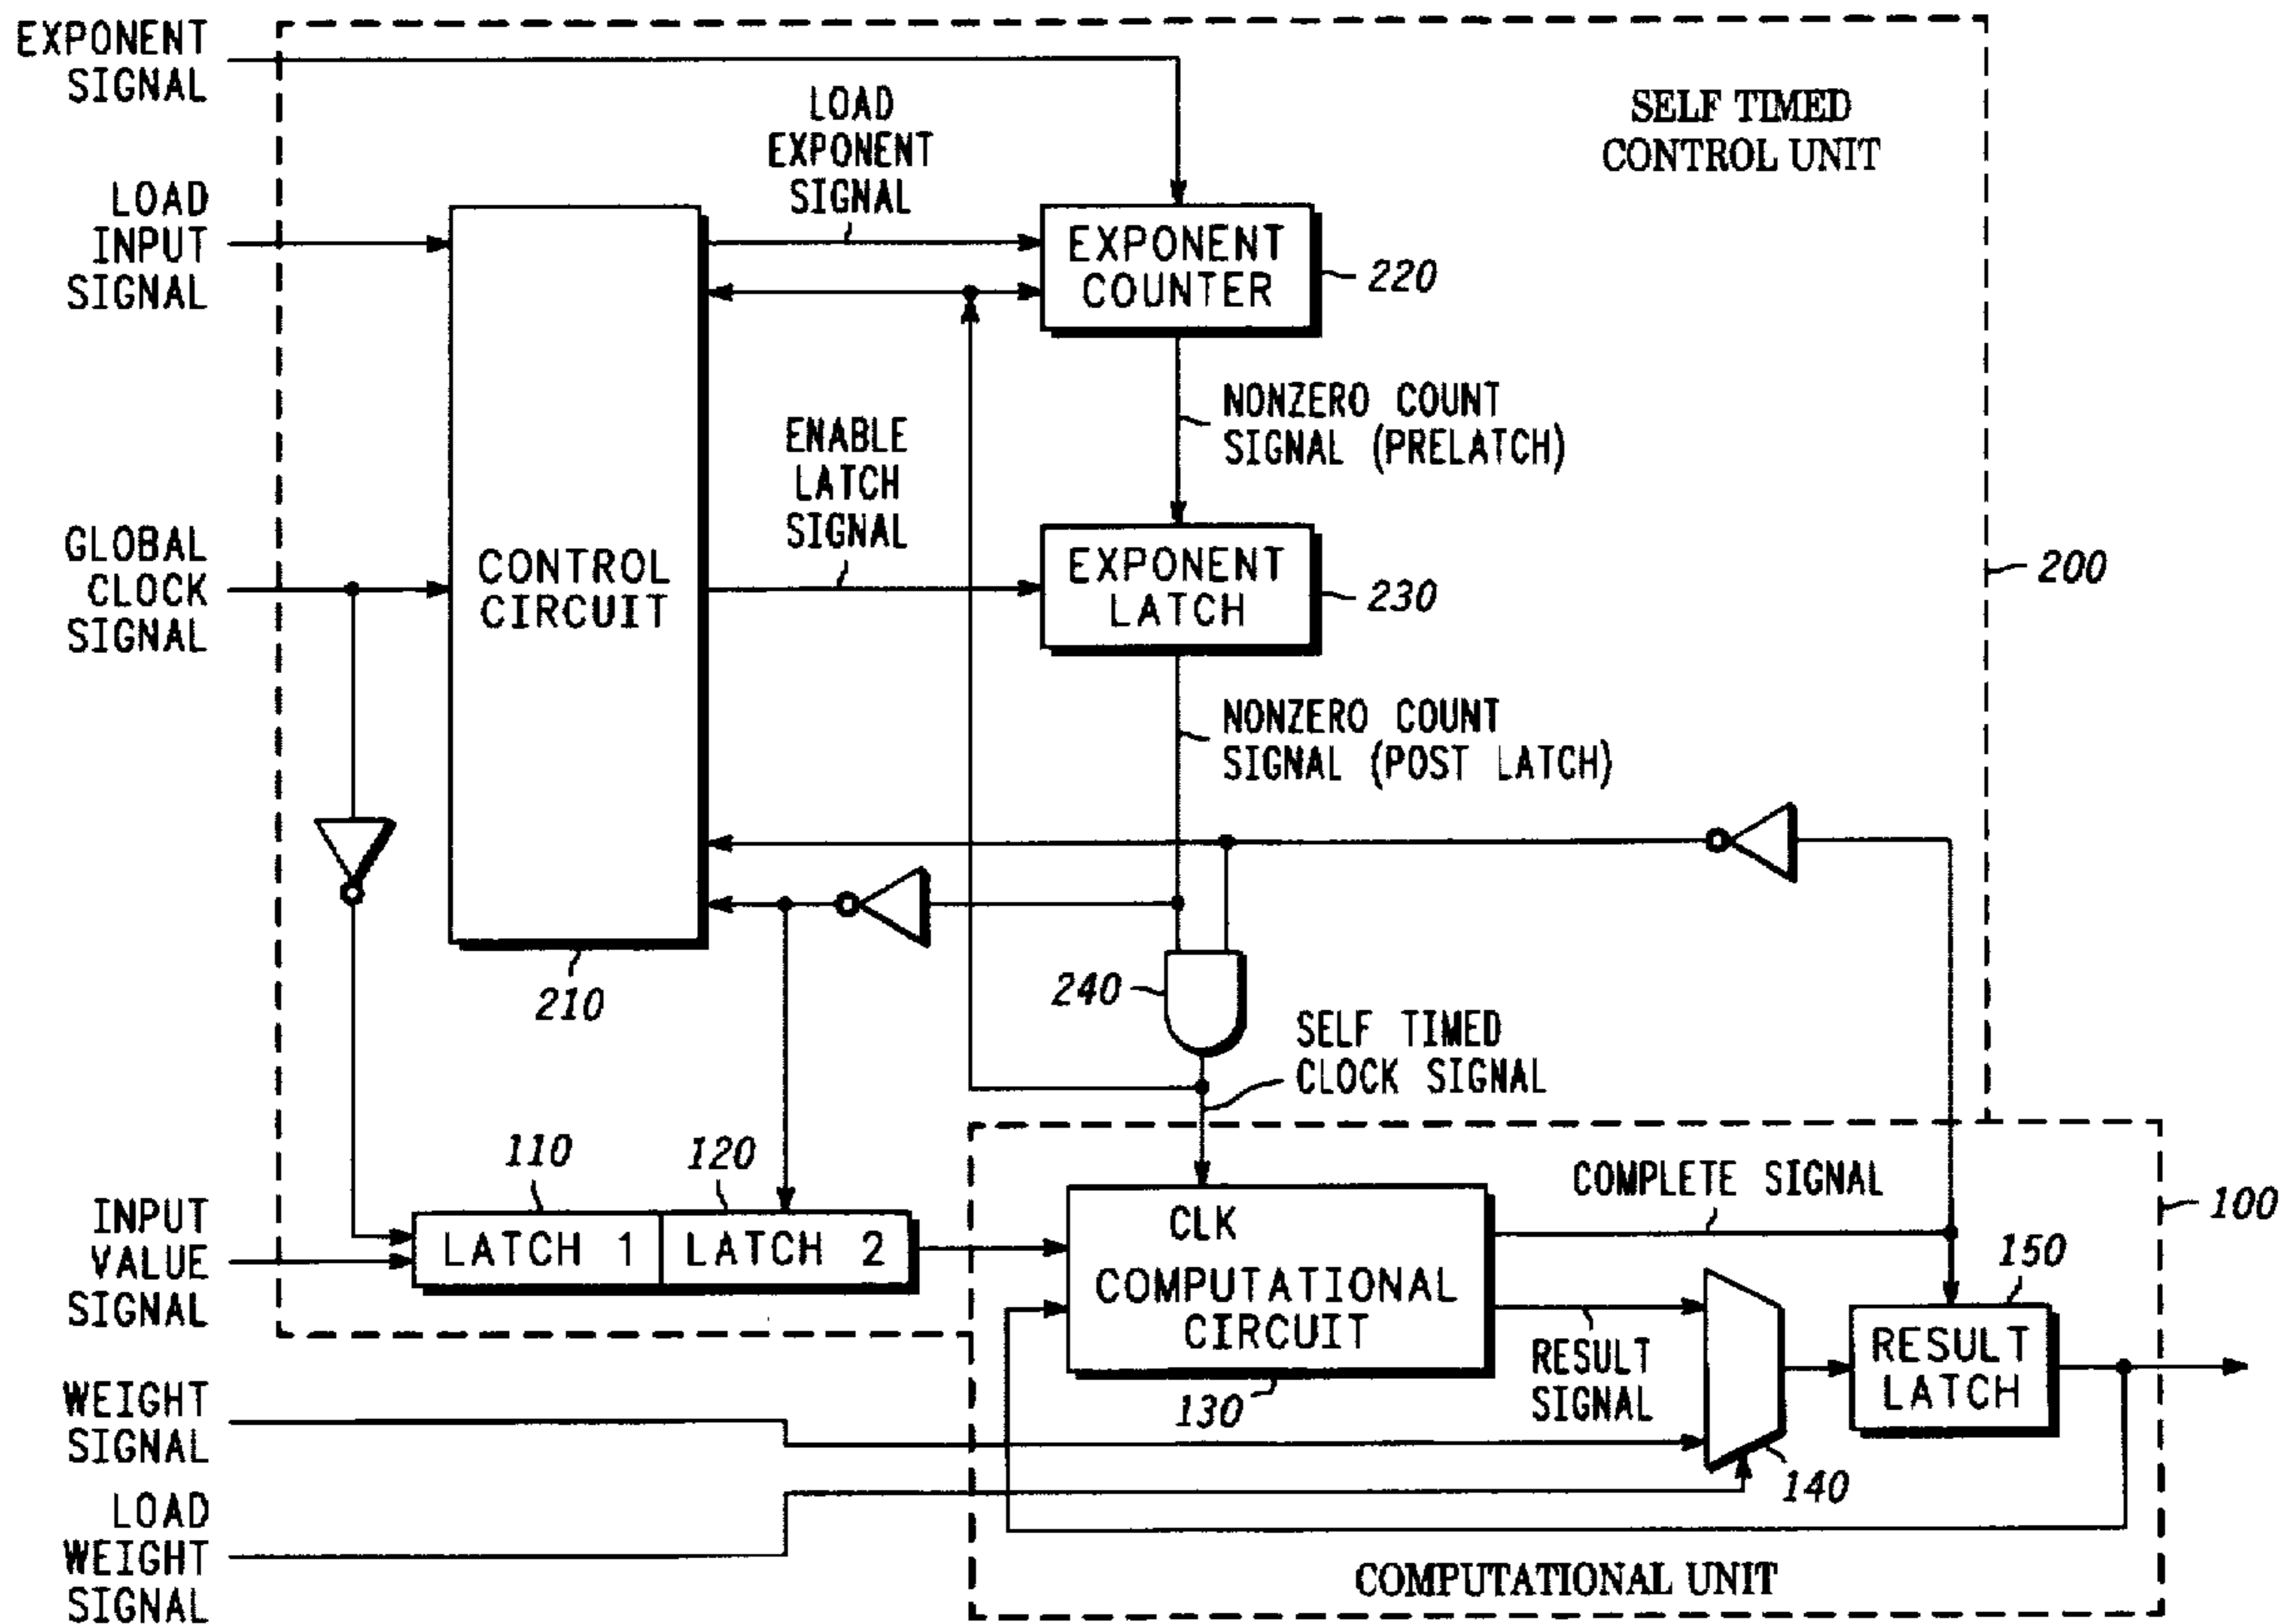 EXPONENT
SIGNAL
SELF TIMED
CONTROL UNIT
LOAD
EXPONENT
SIGNAL
LOAD
INPUT
SIGNAL
EXPONENT
COUNTER
220
NONZERO COUNT
SIGNAL (PRELATCH)
ENABLE
LATCH
SIGNAL
GLOBAL
CLOCK
SIGNAL
CONTROL
CIRCUIT
EXPONENT
LATCH
230
200
NONZERO COUNT
SIGNAL (POST LATCH)
210
240
SELF TIMED
CLOCK SIGNAL
110
120
COMPLETE SIGNAL
100
INPUT
VALUE
SIGNAL
LATCH 1
LATCH 2
CLK
COMPUTATIONAL
CIRCUIT
150
RESULT
SIGNAL
RESULT
LATCH
130
WEIGHT
SIGNAL
140
LOAD
WEIGHT
SIGNAL
COMPUTATIONAL UNIT